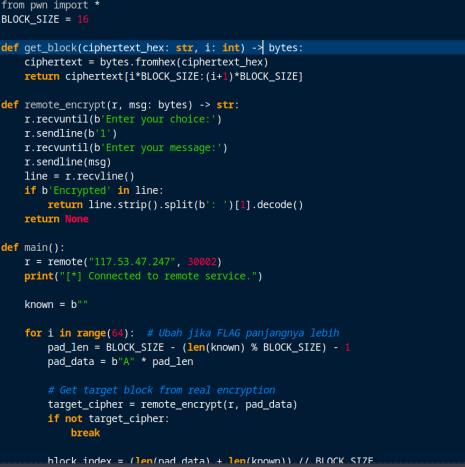 from pwn import *
BLOCK_SIZE = 16
def get_block(ciphertext_hex: str, i: int) -> bytes:
    ciphertext = bytes.fromhex(ciphertext_hex)
    return ciphertext[i*BLOCK_SIZE:(i+1)*BLOCK_SIZE]
def remote_encrypt(r, msg: bytes) -> str:
    r.recvuntil(b'Enter your choice:')
    r.sendline(b'1')
    r.recvuntil(b'Enter your message:')
    r.sendline(msg)
    line = r.recvline()
    if b'Encrypted' in line:
        return line.strip().split(b': ')[1].decode()
    return None
def main():
    r = remote("117.53.47.247", 30002)
    print("[*] Connected to remote service.")
    known = b""
    for i in range(64):  # Ubah jika FLAG panjangnya lebih
        pad_len = BLOCK_SIZE - (len(known) % BLOCK_SIZE) - 1
        pad_data = b"A" * pad_len
        # Get target block from real encryption
        target_cipher = remote_encrypt(r, pad_data)
        if not target_cipher:
            break
        block_index = (len(pad_data) + len(known)) // BLOCK_SIZE